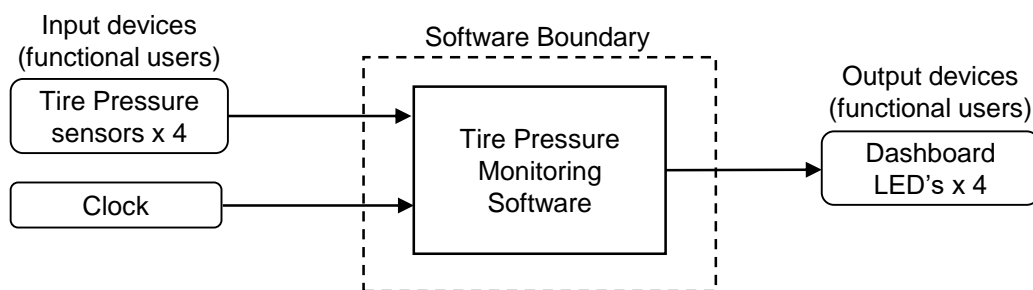 Input devices
(functional users)
Tire Pressure
sensors x 4
Clock
Software Boundary
Tire Pressure
Monitoring
Software
Output devices
(functional users)
Dashboard
LED’s x 4